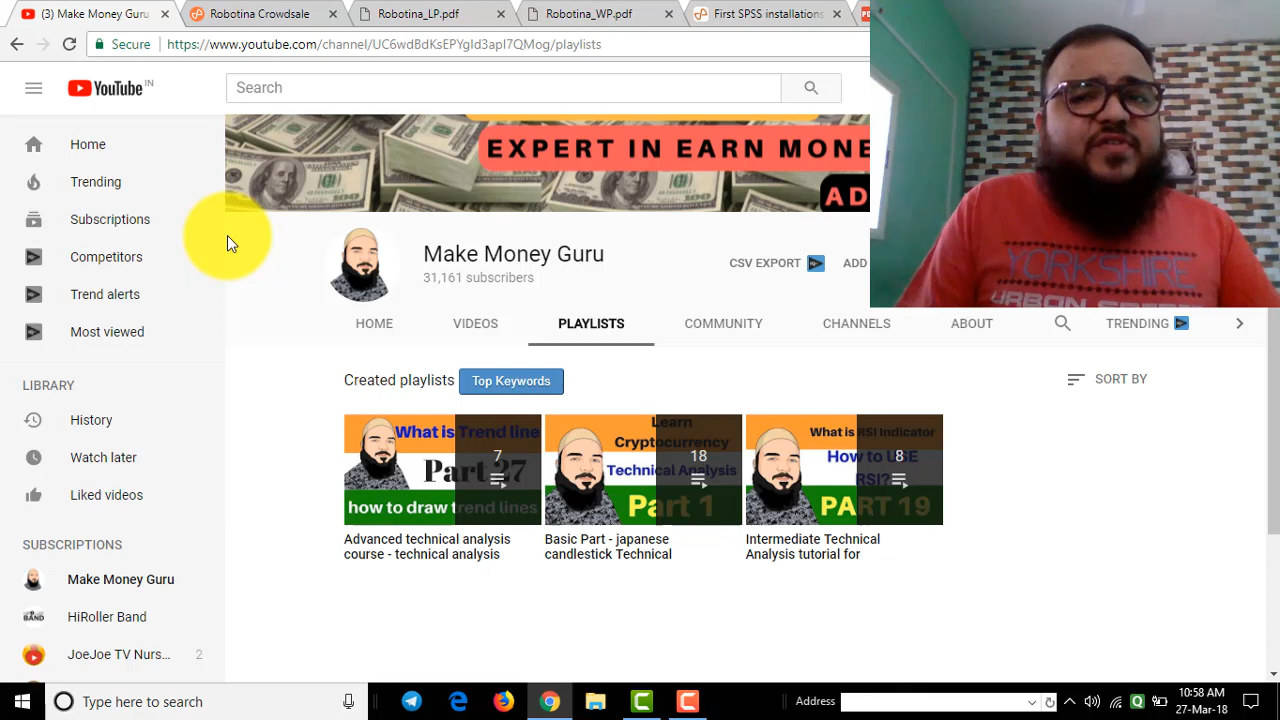 (3) Make Money Guru
Robotina Crowdsale
Robotina_LP.pdf
Robotina_WP.pdf
First SPSS installations
Secure
https://www.youtube.com/channel/UC6wdBdKsEPYgId3apI7QMog/playlists
YouTube IN
Search
Home
Trending
Subscriptions
Competitors
Trend alerts
Most viewed
LIBRARY
History
Watch later
Liked videos
SUBSCRIPTIONS
Make Money Guru
HiRoller Band
JoeJoe TV Nurs... 2
EXPERT IN EARN MONE
AD
Make Money Guru
31,161 subscribers
CSV EXPORT
ADD
HOME
VIDEOS
PLAYLISTS
COMMUNITY
CHANNELS
ABOUT
TRENDING
Created playlists
Top Keywords
SORT BY
What is Trend line
Part 27
how to draw trend lines
7
Advanced technical analysis
course - technical analysis
Learn
Cryptocurrency
Technical Analysis
Part 1
18
Basic Part - japanese
candlestick Technical
What is RSI Indicator
How to USE
RSI?
PART 19
8
Intermediate Technical
Analysis tutorial for
YORKSHIRE
Type here to search
Address
10:58 AM
27-Mar-18